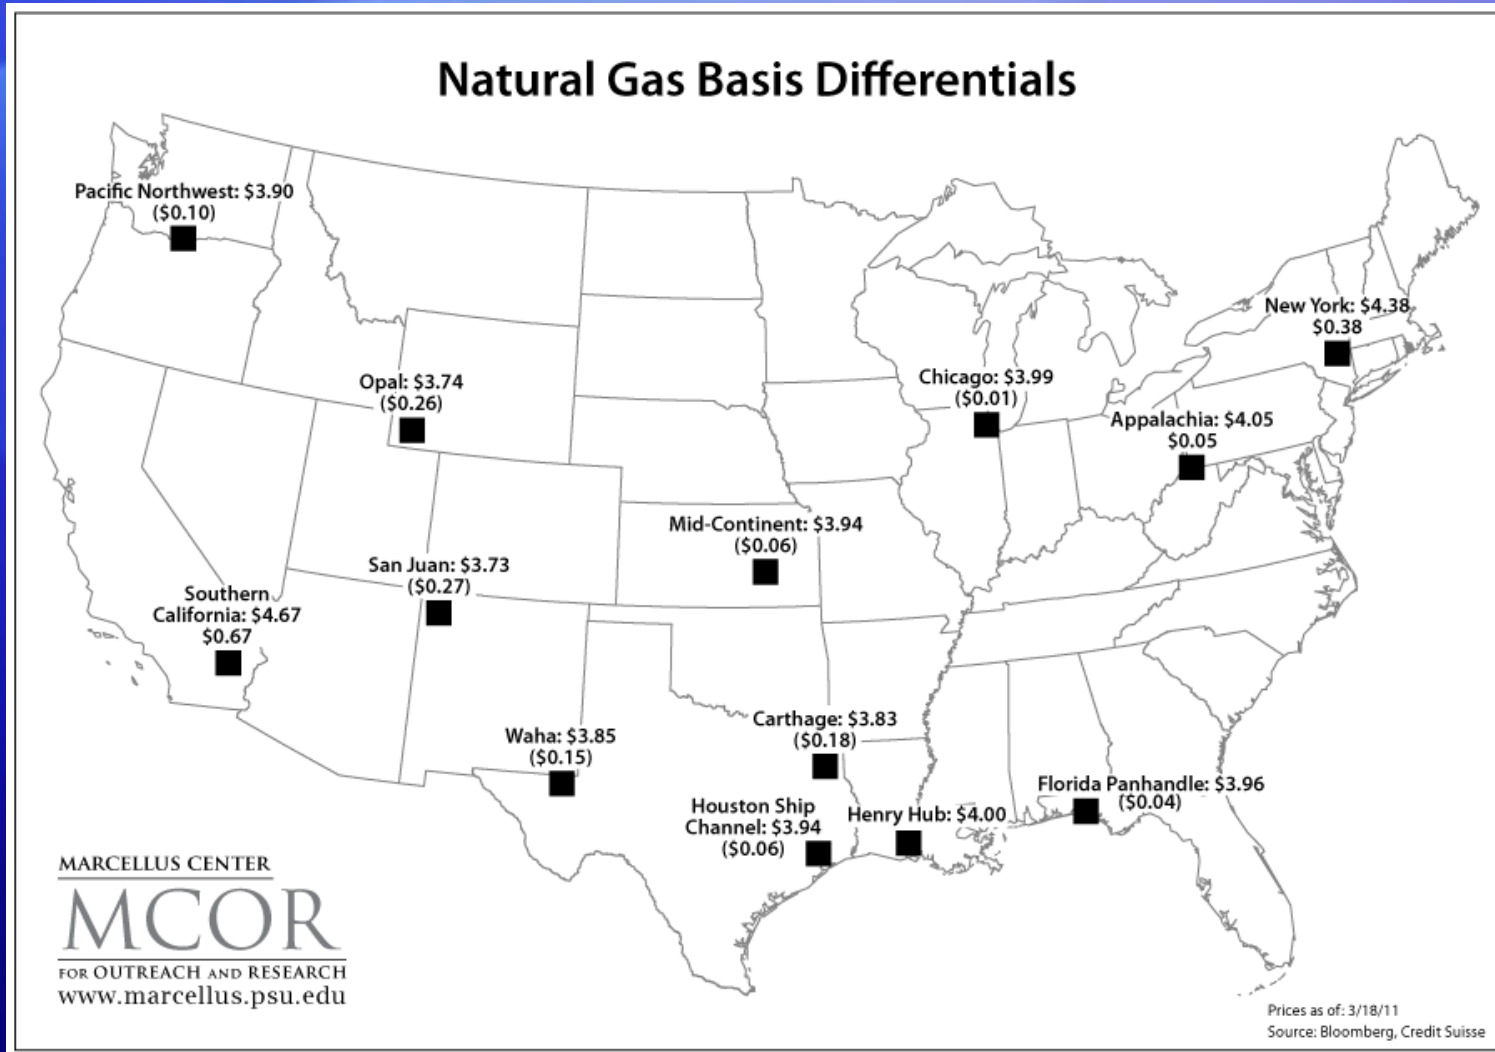 Natural Gas Basis Differentials
Pacific Northwest: $3.90
($0.10)
New York: $4.38
$0.38
Opal: $3.74
($0.26)
Chicago: $3.99
($0.01)
Appalachia: $4.05
$0.05
Mid-Continent: $3.94
($0.06)
San Juan: $3.73
($0.27)
Southern
California: $4.67
$0.67
Carthage: $3.83
($0.18)
Waha: $3.85
($0.15)
Florida Panhandle: $3.96
($0.04)
Houston Ship
Channel: $3.94
($0.06)
Henry Hub: $4.00
MARCELLUS CENTER
MCOR
FOR OUTREACH AND RESEARCH
www.marcellus.psu.edu
Prices as of: 3/18/11
Source: Bloomberg, Credit Suisse